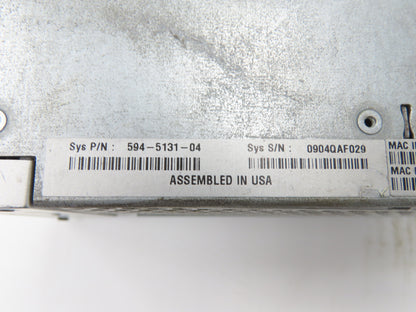 Sys P/N : 594-5131-04 Sys S/N : 0904QAF029
ASSEMBLED IN USA
MAC
MAC